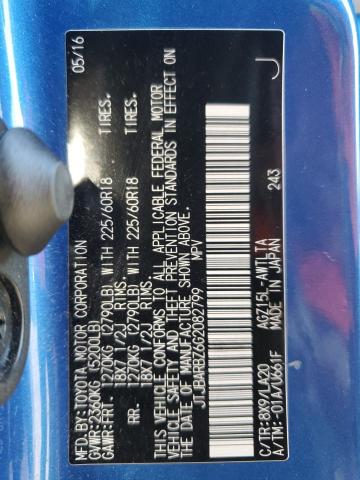 MFD.BY:TOYOTA MOTOR CORPORATION 05/16
GVWR:2360KG (5200LB)
GAWR:FRT. 1270KG (2790LB) WITH 225/60R18 TIRES,
18X7 1/2J RIMS.
RR. 1270KG (2790LB) WITH 225/60R18 TIRES,
18X7 1/2J RIMS.
THIS VEHICLE CONFORMS TO ALL APPLICABLE FEDERAL MOTOR
VEHICLE SAFETY AND THEFT PREVENTION STANDARDS IN EFFECT ON
THE DATE OF MANUFACTURE SHOWN ABOVE.
JTJBARBZ6G2062799 MPV
C/TR:8X9/LA20 AGZ15L-AWTLTA
A/TM:-01A/U661F MADE IN JAPAN 243
J